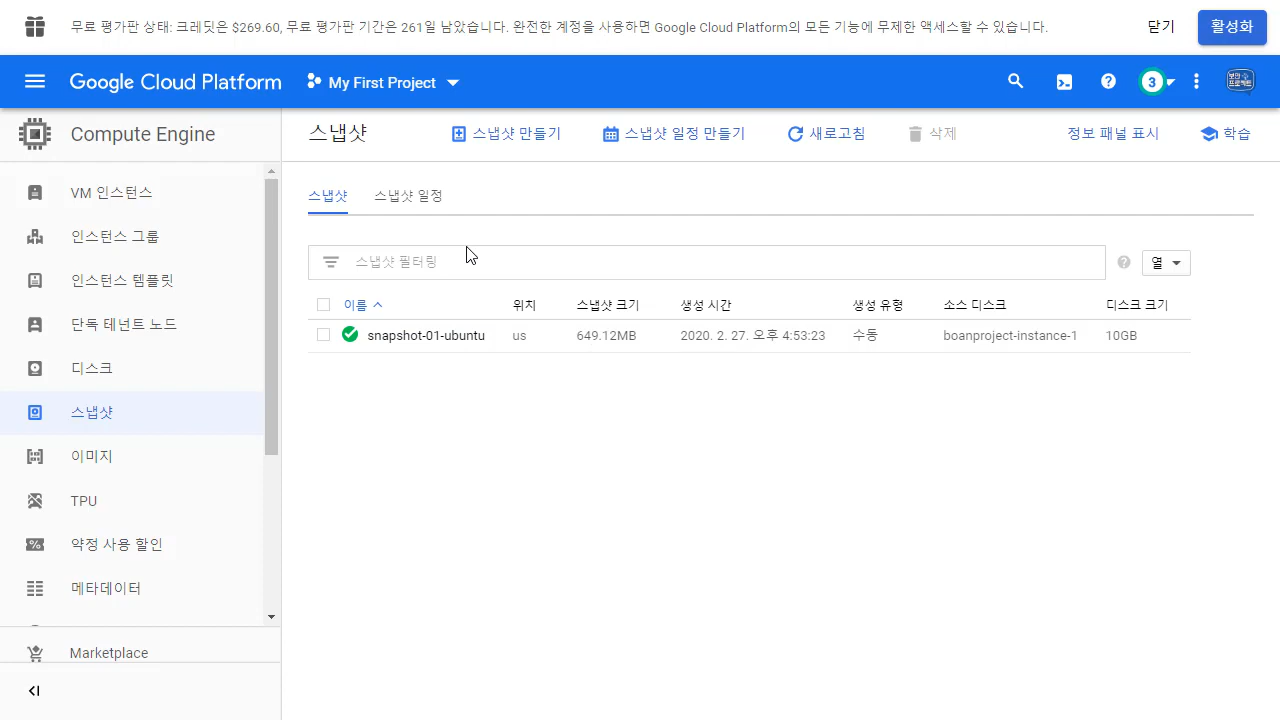 무료 평가판 상태: 크레딧은 $269.60, 무료 평가판 기간은 261일 남았습니다. 완전한 계정을 사용하면 Google Cloud Platform의 모든 기능에 무제한 액세스할 수 있습니다. 닫기 활성화
Google Cloud Platform My First Project 3 보안 프로젝트
Compute Engine
스냅샷 스냅샷 만들기 스냅샷 일정 만들기 새로고침 삭제 정보 패널 표시 학습
VM 인스턴스
인스턴스 그룹
인스턴스 템플릿
단독 테넌트 노드
디스크
스냅샷
이미지
TPU
약정 사용 할인
메타데이터
Marketplace
스냅샷 스냅샷 일정
스냅샷 필터링 열
이름 위치 스냅샷 크기 생성 시간 생성 유형 소스 디스크 디스크 크기
snapshot-01-ubuntu us 649.12MB 2020. 2. 27. 오후 4:53:23 수동 boanproject-instance-1 10GB